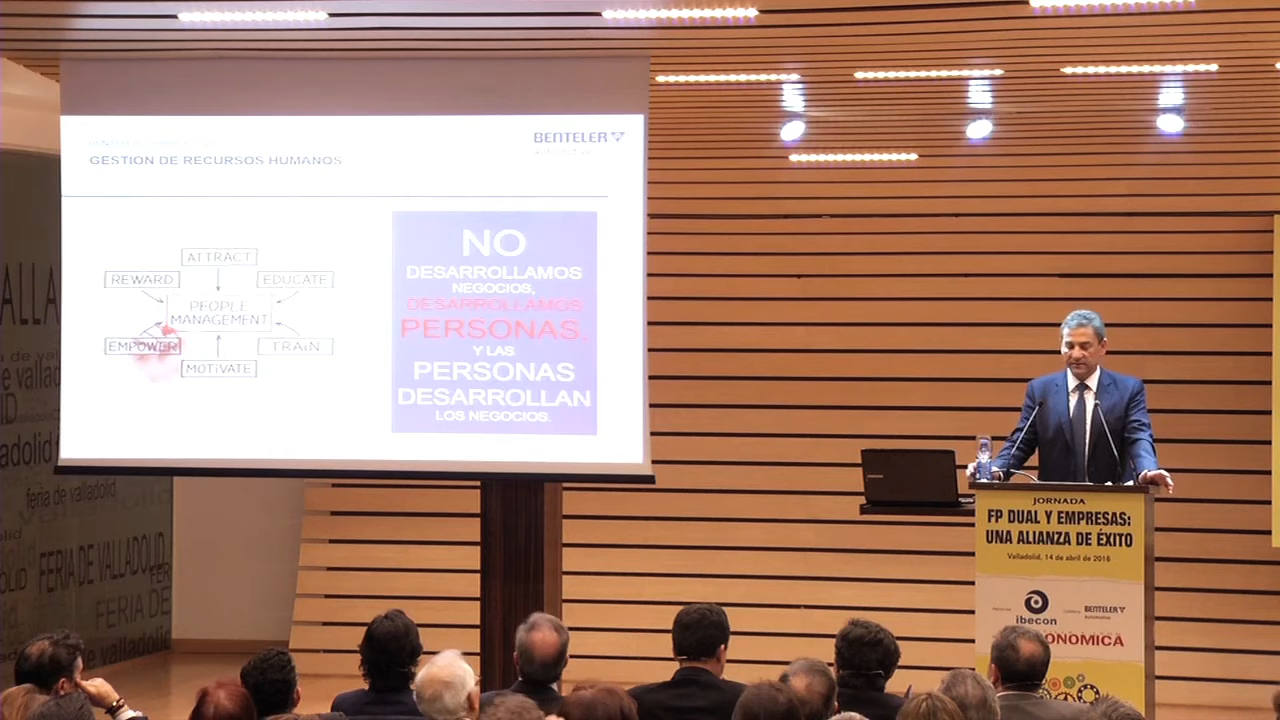 BENTELER
GESTION DE RECURSOS HUMANOS
ATTRACT
REWARD
EDUCATE
PEOPLE
MANAGEMENT
EMPOWER
TRAiN
MOTiVATE
NO
DESARROLLAMOS
NEGOCIOS,
DESARROLLAMOS
PERSONAS,
Y LAS
PERSONAS
DESARROLLAN
LOS NEGOCIOS.
JORNADA
FP DUAL Y EMPRESAS:
UNA ALIANZA DE ÉXITO
Valladolid, 14 de abril de 2016
ibecon
BENTELER
Automotive
ONOMICA
feria de valladolid
FERIA DE VALLADOLID
FERIA DE
valladolid